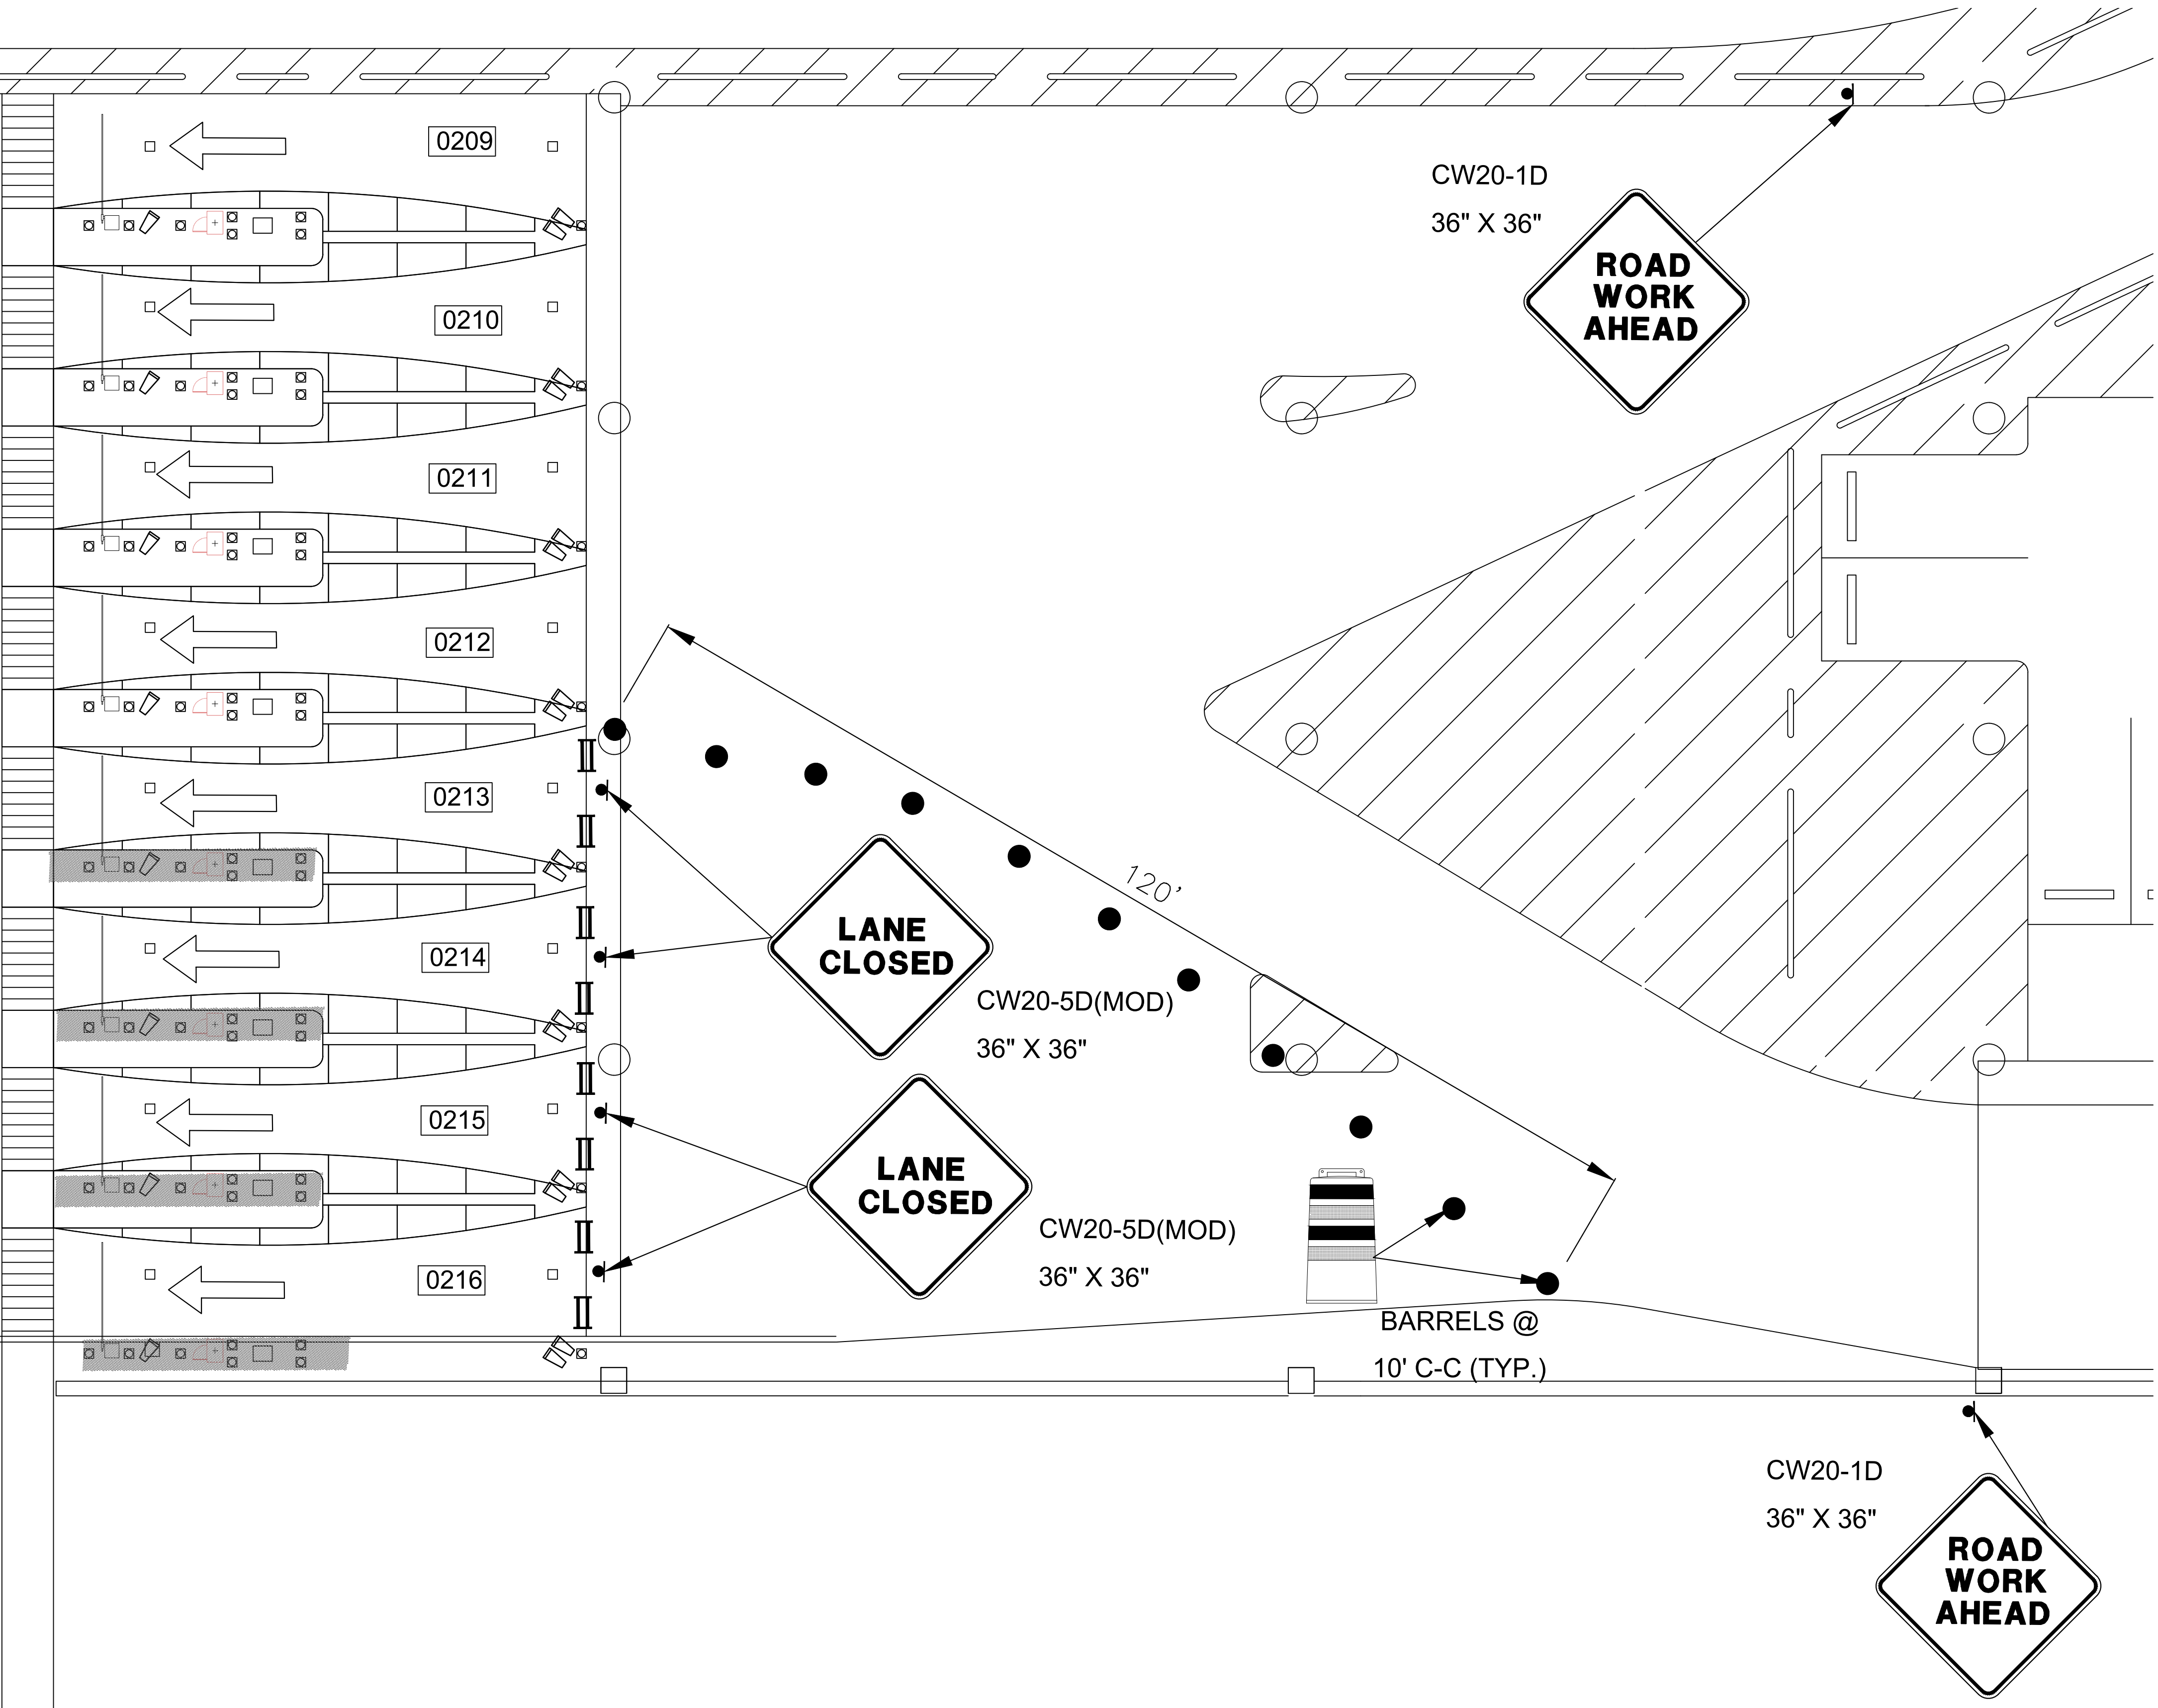 0209
CW20-1D
36" X 36"
ROAD
WORK
AHEAD
0210
0211
0212
0213
120'
LANE
CLOSED
0214
CW20-5D(MOD)
36" X 36"
0215
LANE
CLOSED
CW20-5D(MOD)
36" X 36"
0216
BARRELS @
10' C-C (TYP.)
CW20-1D
36" X 36"
ROAD
WORK
AHEAD